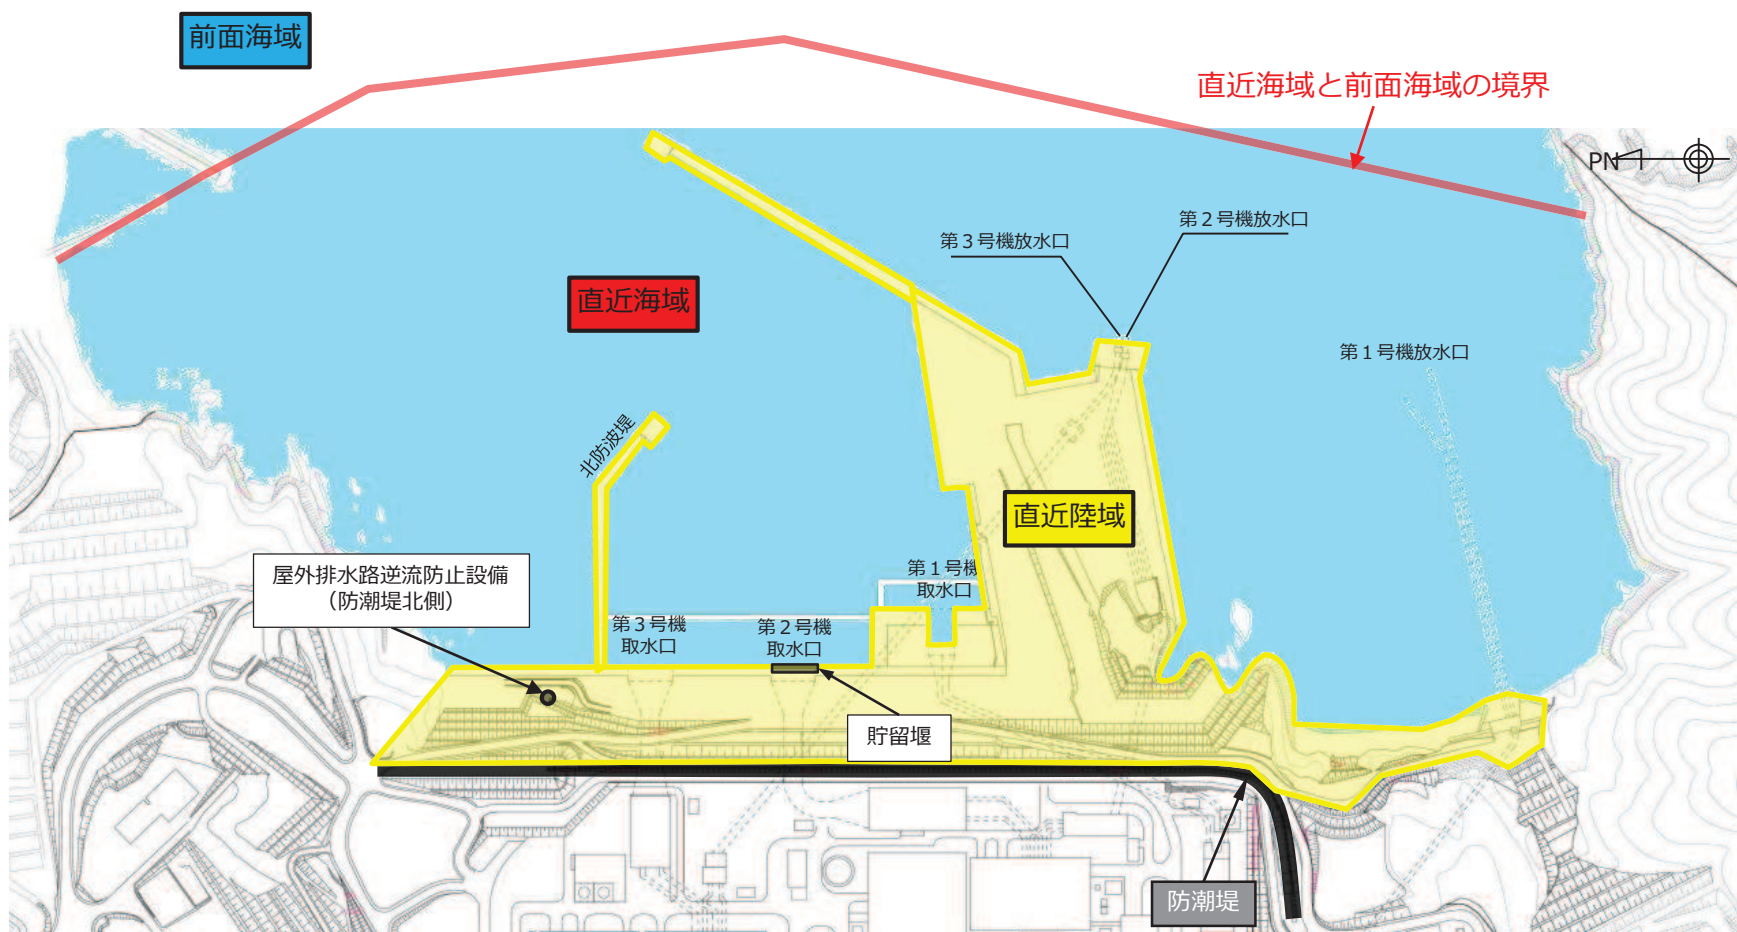 前面海域
直近海域と前面海域の境界
PN
第２号機放水口
第３号機放水口
直近海域
第１号機放水口
北防波堤
直近陸域
屋外排水路逆流防止設備
（防潮堤北側）
第１号機
取水口
第３号機
取水口
第２号機
取水口
貯留堰
防潮堤